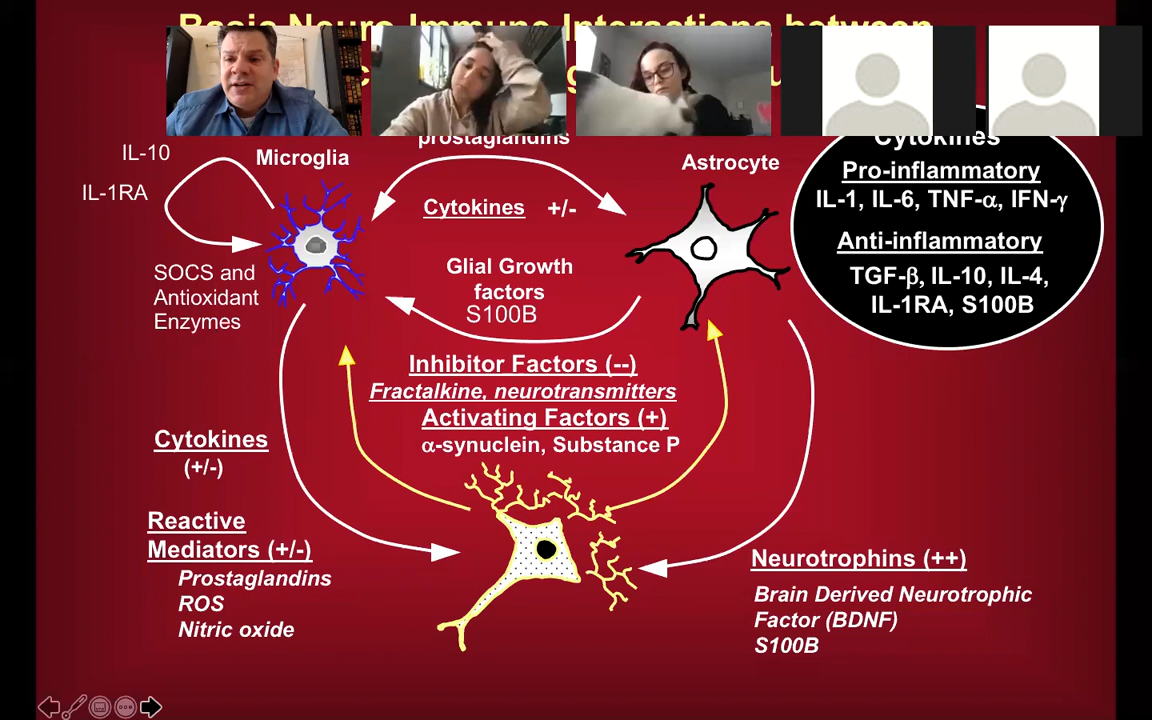 Basic Neuro-Immune Interactions between
prostaglandins
IL-10
Microglia
Astrocyte
IL-1RA
Cytokines +/-
SOCS and
Antioxidant
Enzymes
Glial Growth
factors
S100B
Cytokines
Pro-inflammatory
IL-1, IL-6, TNF-α, IFN-γ
Anti-inflammatory
TGF-β, IL-10, IL-4,
IL-1RA, S100B
Inhibitor Factors (--)
Fractalkine, neurotransmitters
Activating Factors (+)
α-synuclein, Substance P
Cytokines
(+/-)
Reactive
Mediators (+/-)
Prostaglandins
ROS
Nitric oxide
Neurotrophins (++)
Brain Derived Neurotrophic
Factor (BDNF)
S100B